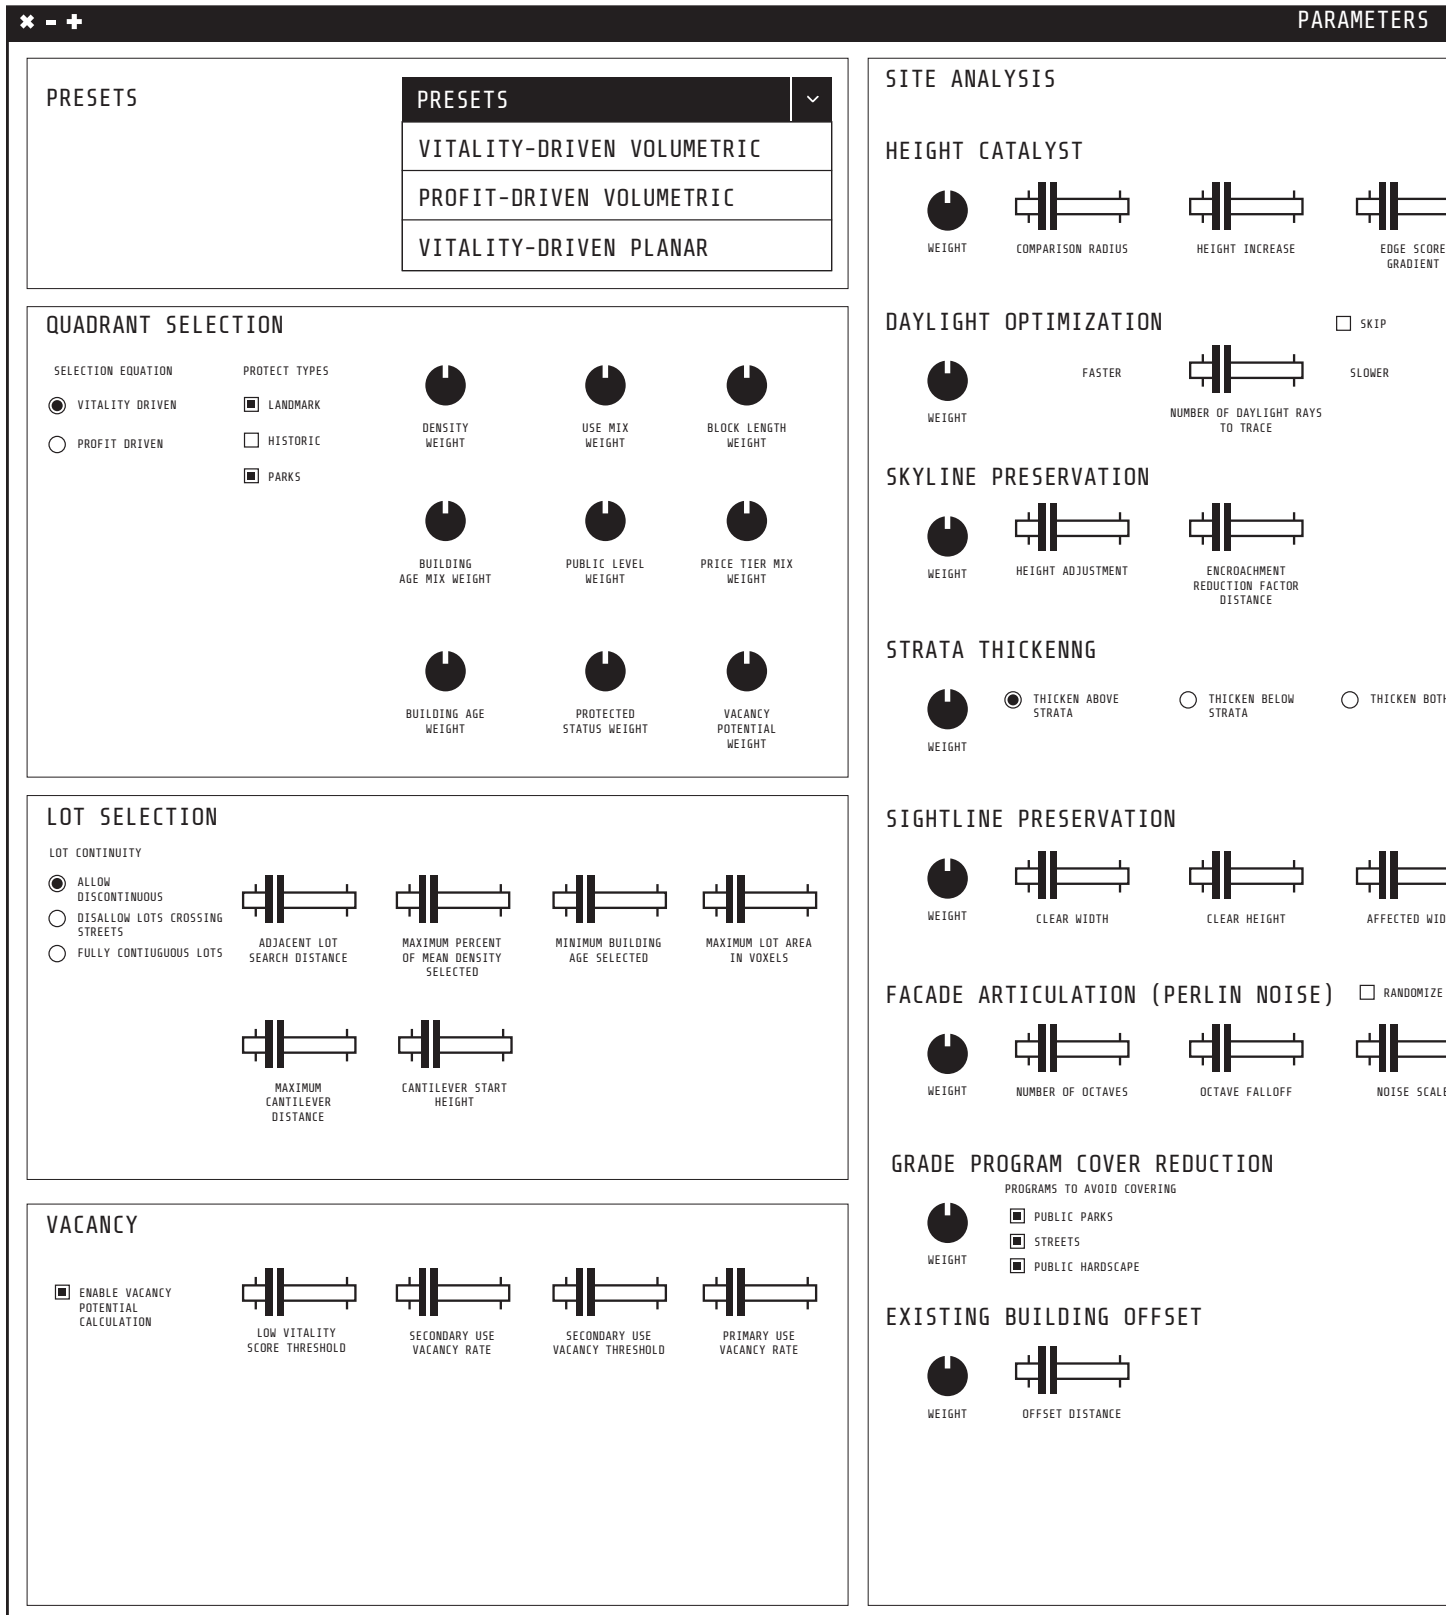 PARAMETERS
PRESETS
PRESETS
VITALITY-DRIVEN VOLUMETRIC
PROFIT-DRIVEN VOLUMETRIC
VITALITY-DRIVEN PLANAR
QUADRANT SELECTION
SELECTION EQUATION
VITALITY DRIVEN
PROFIT DRIVEN
PROTECT TYPES
LANDMARK
HISTORIC
PARKS
DENSITY
WEIGHT
USE MIX
WEIGHT
BLOCK LENGTH
WEIGHT
BUILDING
AGE MIX WEIGHT
PUBLIC LEVEL
WEIGHT
PRICE TIER MIX
WEIGHT
BUILDING AGE
WEIGHT
PROTECTED
STATUS WEIGHT
VACANCY
POTENTIAL
WEIGHT
LOT SELECTION
LOT CONTINUITY
ALLOW
DISCONTINUOUS
DISALLOW LOTS CROSSING
STREETS
FULLY CONTIUGUOUS LOTS
ADJACENT LOT
SEARCH DISTANCE
MAXIMUM PERCENT
OF MEAN DENSITY
SELECTED
MINIMUM BUILDING
AGE SELECTED
MAXIMUM LOT AREA
IN VOXELS
MAXIMUM
CANTILEVER
DISTANCE
CANTILEVER START
HEIGHT
VACANCY
ENABLE VACANCY
POTENTIAL
CALCULATION
LOW VITALITY
SCORE THRESHOLD
SECONDARY USE
VACANCY RATE
SECONDARY USE
VACANCY THRESHOLD
PRIMARY USE
VACANCY RATE
SITE ANALYSIS
HEIGHT CATALYST
WEIGHT
COMPARISON RADIUS
HEIGHT INCREASE
EDGE SCORE
GRADIENT
DAYLIGHT OPTIMIZATION
SKIP
WEIGHT
FASTER
SLOWER
NUMBER OF DAYLIGHT RAYS
TO TRACE
SKYLINE PRESERVATION
WEIGHT
HEIGHT ADJUSTMENT
ENCROACHMENT
REDUCTION FACTOR
DISTANCE
STRATA THICKENNG
WEIGHT
THICKEN ABOVE
STRATA
THICKEN BELOW
STRATA
THICKEN BOTH
SIGHTLINE PRESERVATION
WEIGHT
CLEAR WIDTH
CLEAR HEIGHT
AFFECTED WID
FACADE ARTICULATION (PERLIN NOISE)
RANDOMIZE
WEIGHT
NUMBER OF OCTAVES
OCTAVE FALLOFF
NOISE SCALE
GRADE PROGRAM COVER REDUCTION
PROGRAMS TO AVOID COVERING
PUBLIC PARKS
STREETS
PUBLIC HARDSCAPE
WEIGHT
EXISTING BUILDING OFFSET
WEIGHT
OFFSET DISTANCE